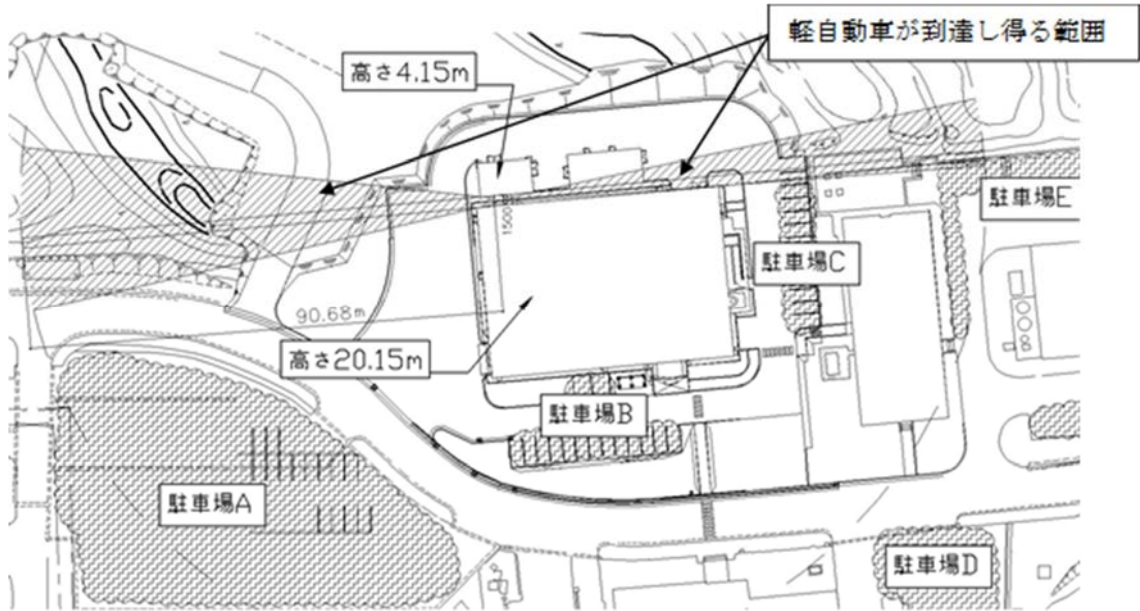 軽自動車が到達し得る範囲
高さ4.15m
駐車場E
1500
駐車場C
90.68m
高さ20.15m
駐車場B
駐車場A
駐車場D